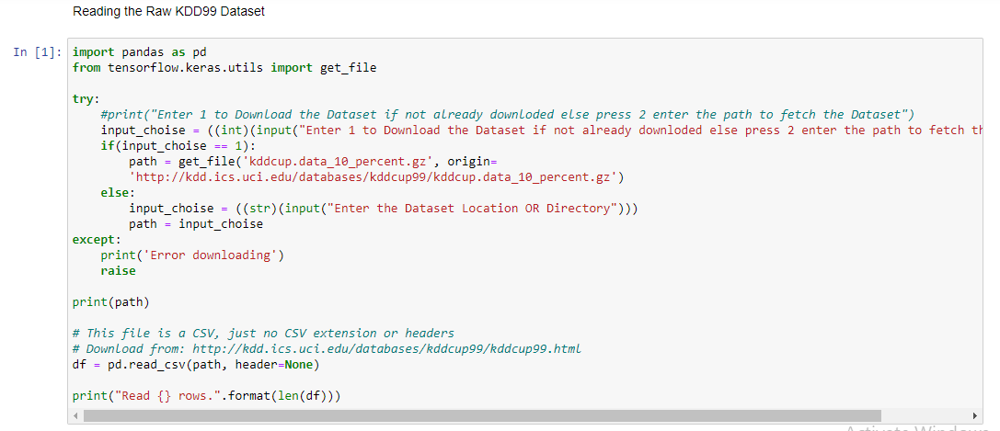 Reading the Raw KDD99 Dataset
In [1]: import pandas as pd
from tensorflow.keras.utils import get_file
try:
#print("Enter 1 to Download the Dataset if not already downloded else press 2 enter the path to fetch the Dataset")
input_choise = ((int)(input("Enter 1 to Download the Dataset if not already downloded else press 2 enter the path to fetch th
if(input_choise == 1):
path = get_file('kddcup.data_10_percent.gz', origin=
'http://kdd.ics.uci.edu/databases/kddcup99/kddcup.data_10_percent.gz')
else:
input_choise = ((str)(input("Enter the Dataset Location OR Directory")))
path = input_choise
except:
print('Error downloading')
raise
print(path)
# This file is a CSV, just no CSV extension or headers
# Download from: http://kdd.ics.uci.edu/databases/kddcup99/kddcup99.html
df = pd.read_csv(path, header=None)
print("Read {} rows.".format(len(df)))